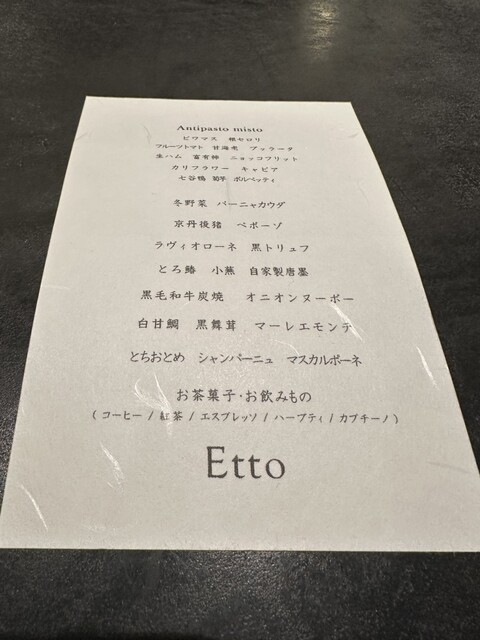 Antipasto misto
ビワマス 根セロリ
フルーツトマト 甘海老 ブッラータ
生ハム 富有柿 ニョッコフリット
カリフラワー キャビア
七谷鴨 菊芋 ポルペッティ
冬野菜 バーニャカウダ
京丹後猪 ペポーゾ
ラヴィオローネ 黒トリュフ
とろ鰆 小蕪 自家製唐墨
黒毛和牛炭焼 オニオンヌーボー
白甘鯛 黒舞茸 マーレエモンテ
とちおとめ シャンパーニュ マスカルポーネ
お茶菓子・お飲みもの
( コーヒー / 紅茶 / エスプレッソ / ハーブティ / カプチーノ )
Etto